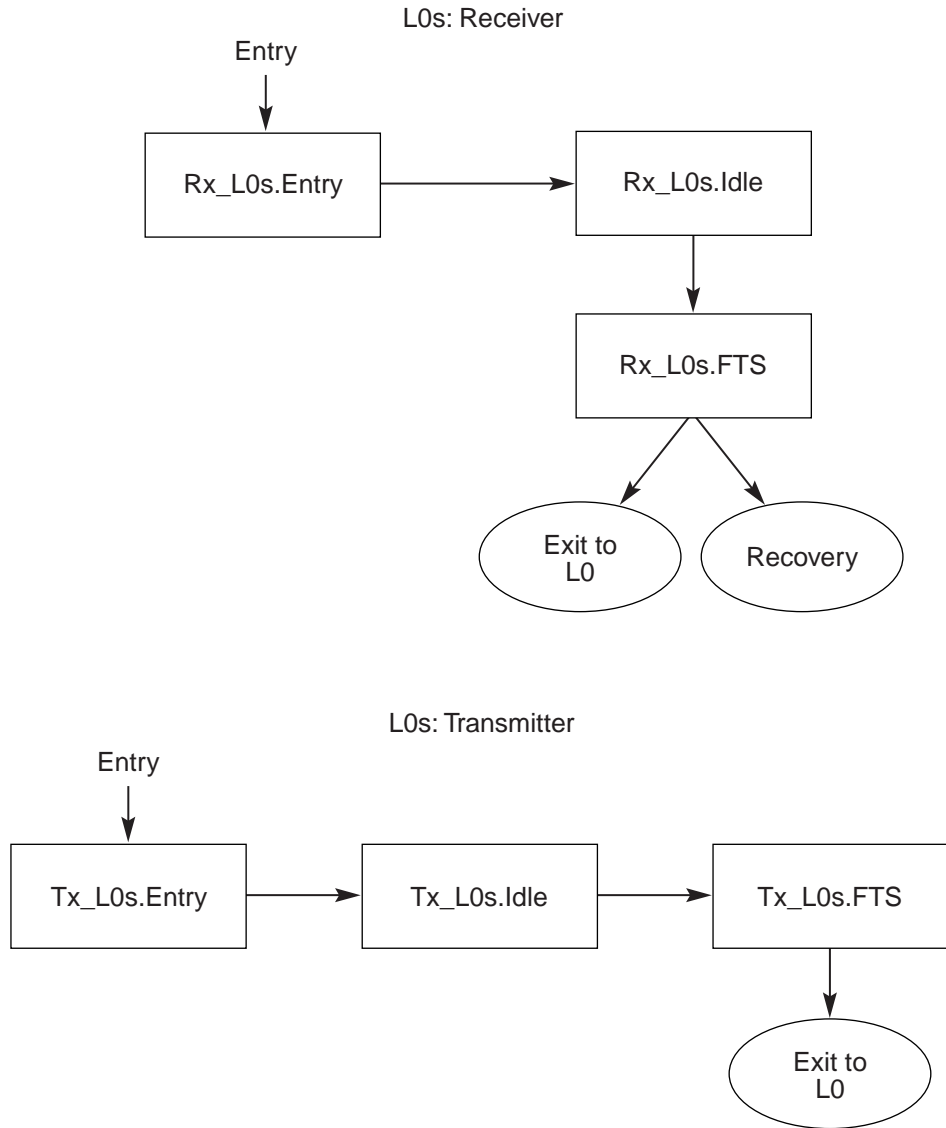 L0s: Receiver
Entry
Rx_L0s.Entry
Rx_L0s.Idle
Rx_L0s.FTS
Exit to
L0
Recovery
L0s: Transmitter
Entry
Tx_L0s.Entry
Tx_L0s.Idle
Tx_L0s.FTS
Exit to
L0